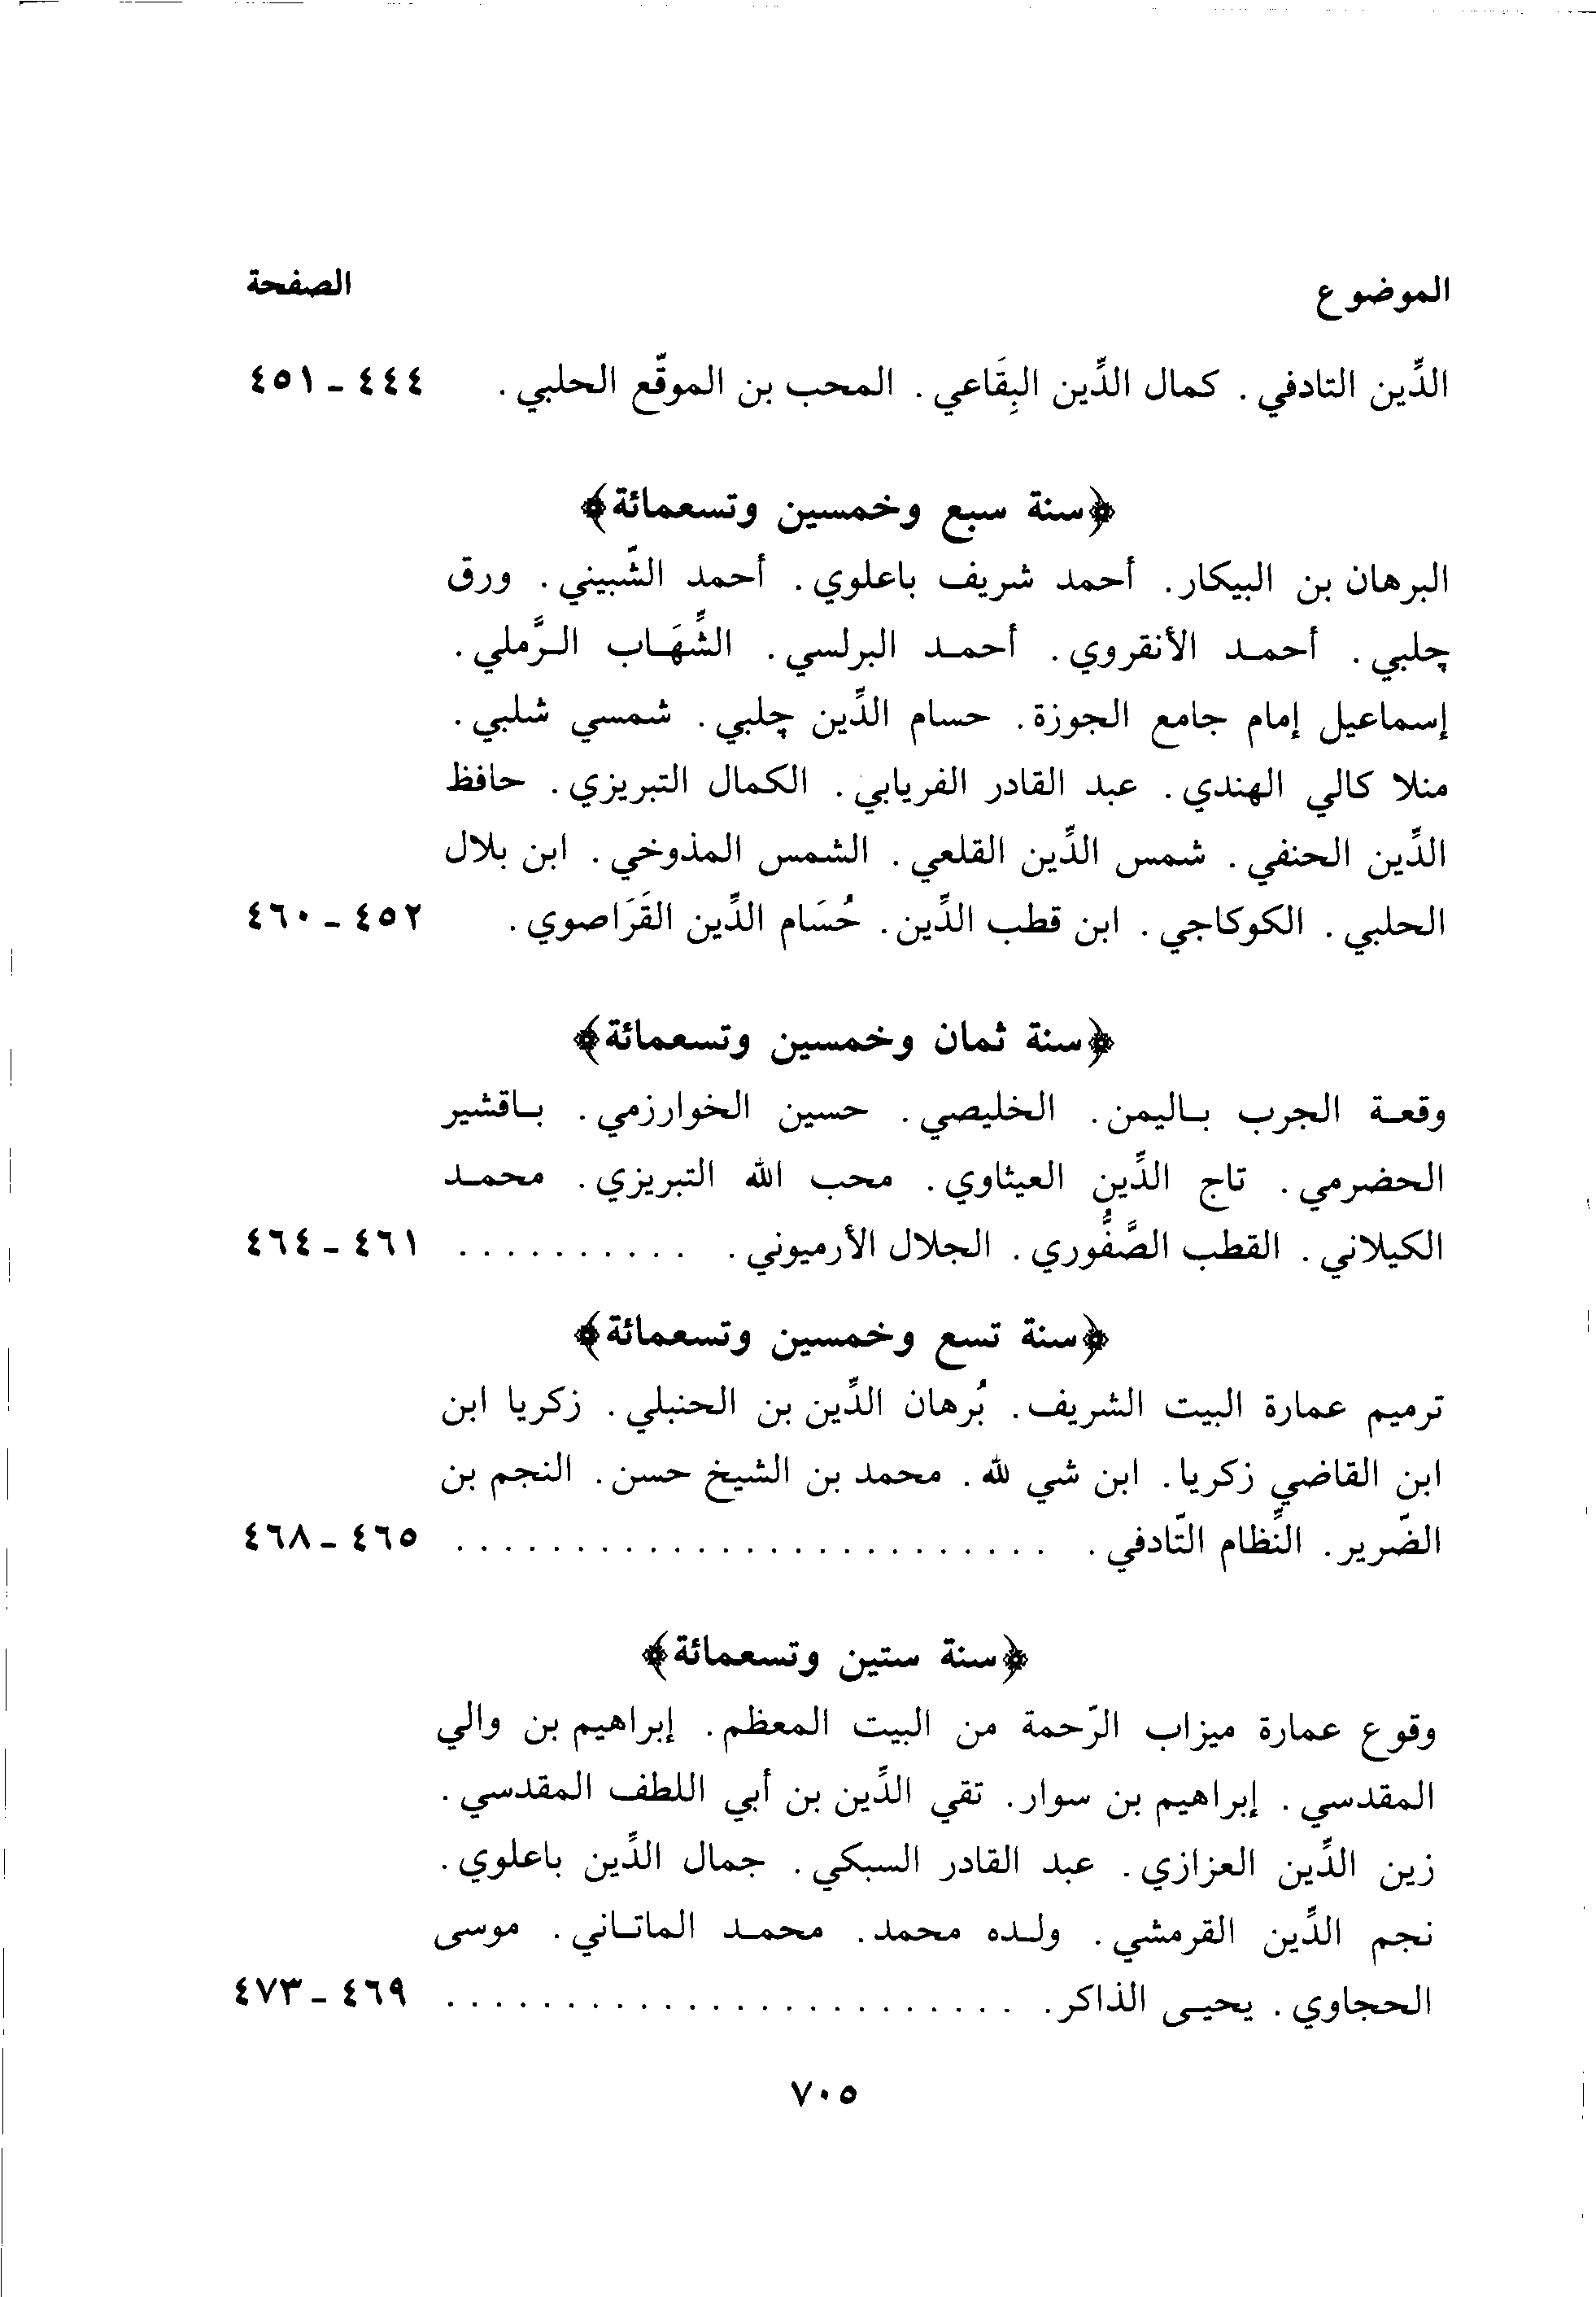 الموضوع الصفحة
الدِّين التادفي . كمال الدِّين البِقَاعي . المحب بن الموقّع الحلبي . ٤٤٤ - ٤٥١
﴿سنة سبع وخمسين وتسعمائة﴾
البرهان بن البيكار . أحمد شريف باعلوي . أحمد الشّبيني . ورق
چلبي . أحمد الأنقروي . أحمد البرلسي . الشِّهَاب الرَّملي .
إسماعيل إمام جامع الجوزة . حسام الدِّين چلبي . شمسي شلبي .
منلا كالي الهندي . عبد القادر الفريابي . الكمال التبريزي . حافظ
الدِّين الحنفي . شمس الدِّين القلعي . الشمس المذوخي . ابن بلال
الحلبي . الكوكاجي . ابن قطب الدِّين . حُسَام الدِّين القَرَاصوي . ٤٥٢ - ٤٦٠
﴿سنة ثمان وخمسين وتسعمائة﴾
وقعة الجرب باليمن . الخليصي . حسين الخوارزمي . باقشير
الحضرمي . تاج الدِّين العيثاوي . محب الله التبريزي . محمد
الكيلاني . القطب الصَّفُّوري . الجلال الأرميوني . . . . . . . . . . . ٤٦١ - ٤٦٤
﴿سنة تسع وخمسين وتسعمائة﴾
ترميم عمارة البيت الشريف . بُرهان الدِّين بن الحنبلي . زكريا ابن
ابن القاضي زكريا . ابن شي لله . محمد بن الشيخ حسن . النجم بن
الضّرير . النِّظام التّادفي . . . . . . . . . . . . . . . . . . . . . . . . . . ٤٦٥ - ٤٦٨
﴿سنة ستين وتسعمائة﴾
وقوع عمارة ميزاب الرّحمة من البيت المعظم . إبراهيم بن والي
المقدسي . إبراهيم بن سوار . تقي الدِّين بن أبي اللطف المقدسي .
زين الدِّين العزازي . عبد القادر السبكي . جمال الدِّين باعلوي .
نجم الدِّين القرمشي . ولده محمد . محمد الماتاني . موسى
الحجاوي . يحيى الذاكر . . . . . . . . . . . . . . . . . . . . . . . . . ٤٦٩ - ٤٧٣
٧٠٥